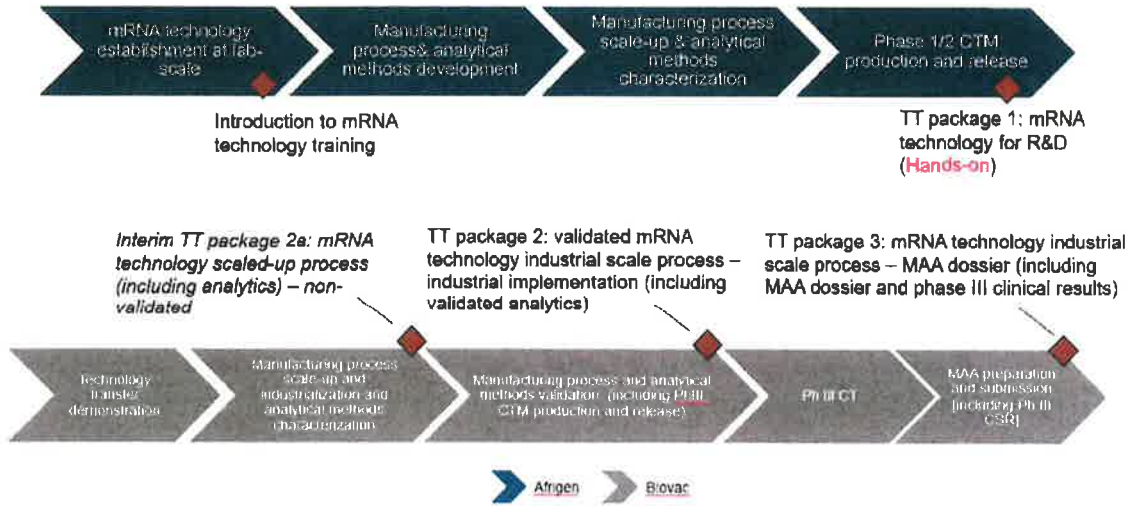 mRNA technology
establishment at lab-
scale
Manufacturing
process& analytical
methods development
Manufacturing process
scale-up & analytical
methods
characterization
Phase 1/2 CTM
production and release
Introduction to mRNA
technology training
TT package 1: mRNA
technology for R&D
(Hands-on)
Interim TT package 2a: mRNA
technology scaled-up process
(including analytics) – non-
validated
TT package 2: validated mRNA
technology industrial scale process –
industrial implementation (including
validated analytics)
TT package 3: mRNA technology industrial
scale process – MAA dossier (including
MAA dossier and phase III clinical results)
Technology
transfer
demonstration
Manufacturing process
scale-up and
industrialization and
analytical methods
characterization
Manufacturing process and analytical
methods validation (including PhIII
CTM production and release)
Ph III CT
MAA preparation
and submission
(including Ph III
CSR)
Afrigen
Biovac